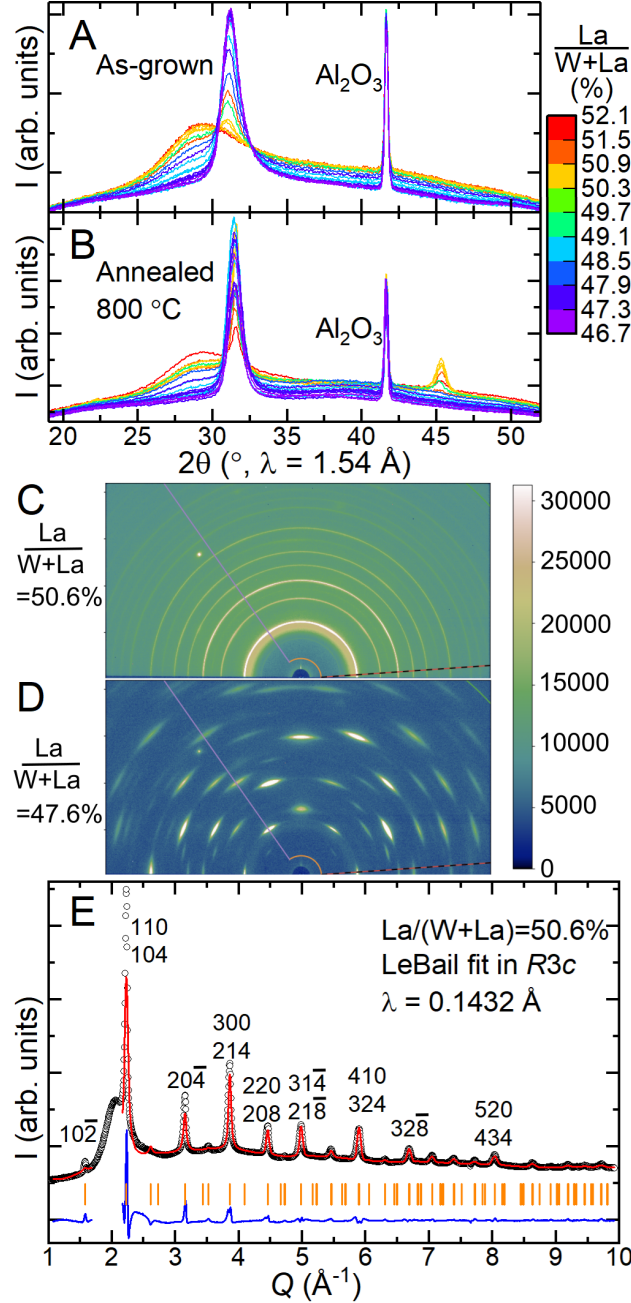 A
As-grown
Al₂O₃
I (arb. units)
La
W+La
(%)
52.1
51.5
50.9
50.3
49.7
49.1
48.5
47.9
47.3
46.7
B
Annealed
800 °C
Al₂O₃
I (arb. units)
20 25 30 35 40 45 50
2θ (°, λ = 1.54 Å)
C
La
W+La
=50.6%
D
La
W+La
=47.6%
30000
25000
20000
15000
10000
5000
0
E
La/(W+La)=50.6%
LeBail fit in R3c
λ = 0.1432 Å
110
104
102̅
204̅
300
214
220
208
314̅
218̅
410
324
328̅
520
434
I (arb. units)
1 2 3 4 5 6 7 8 9 10
Q (Å⁻¹)